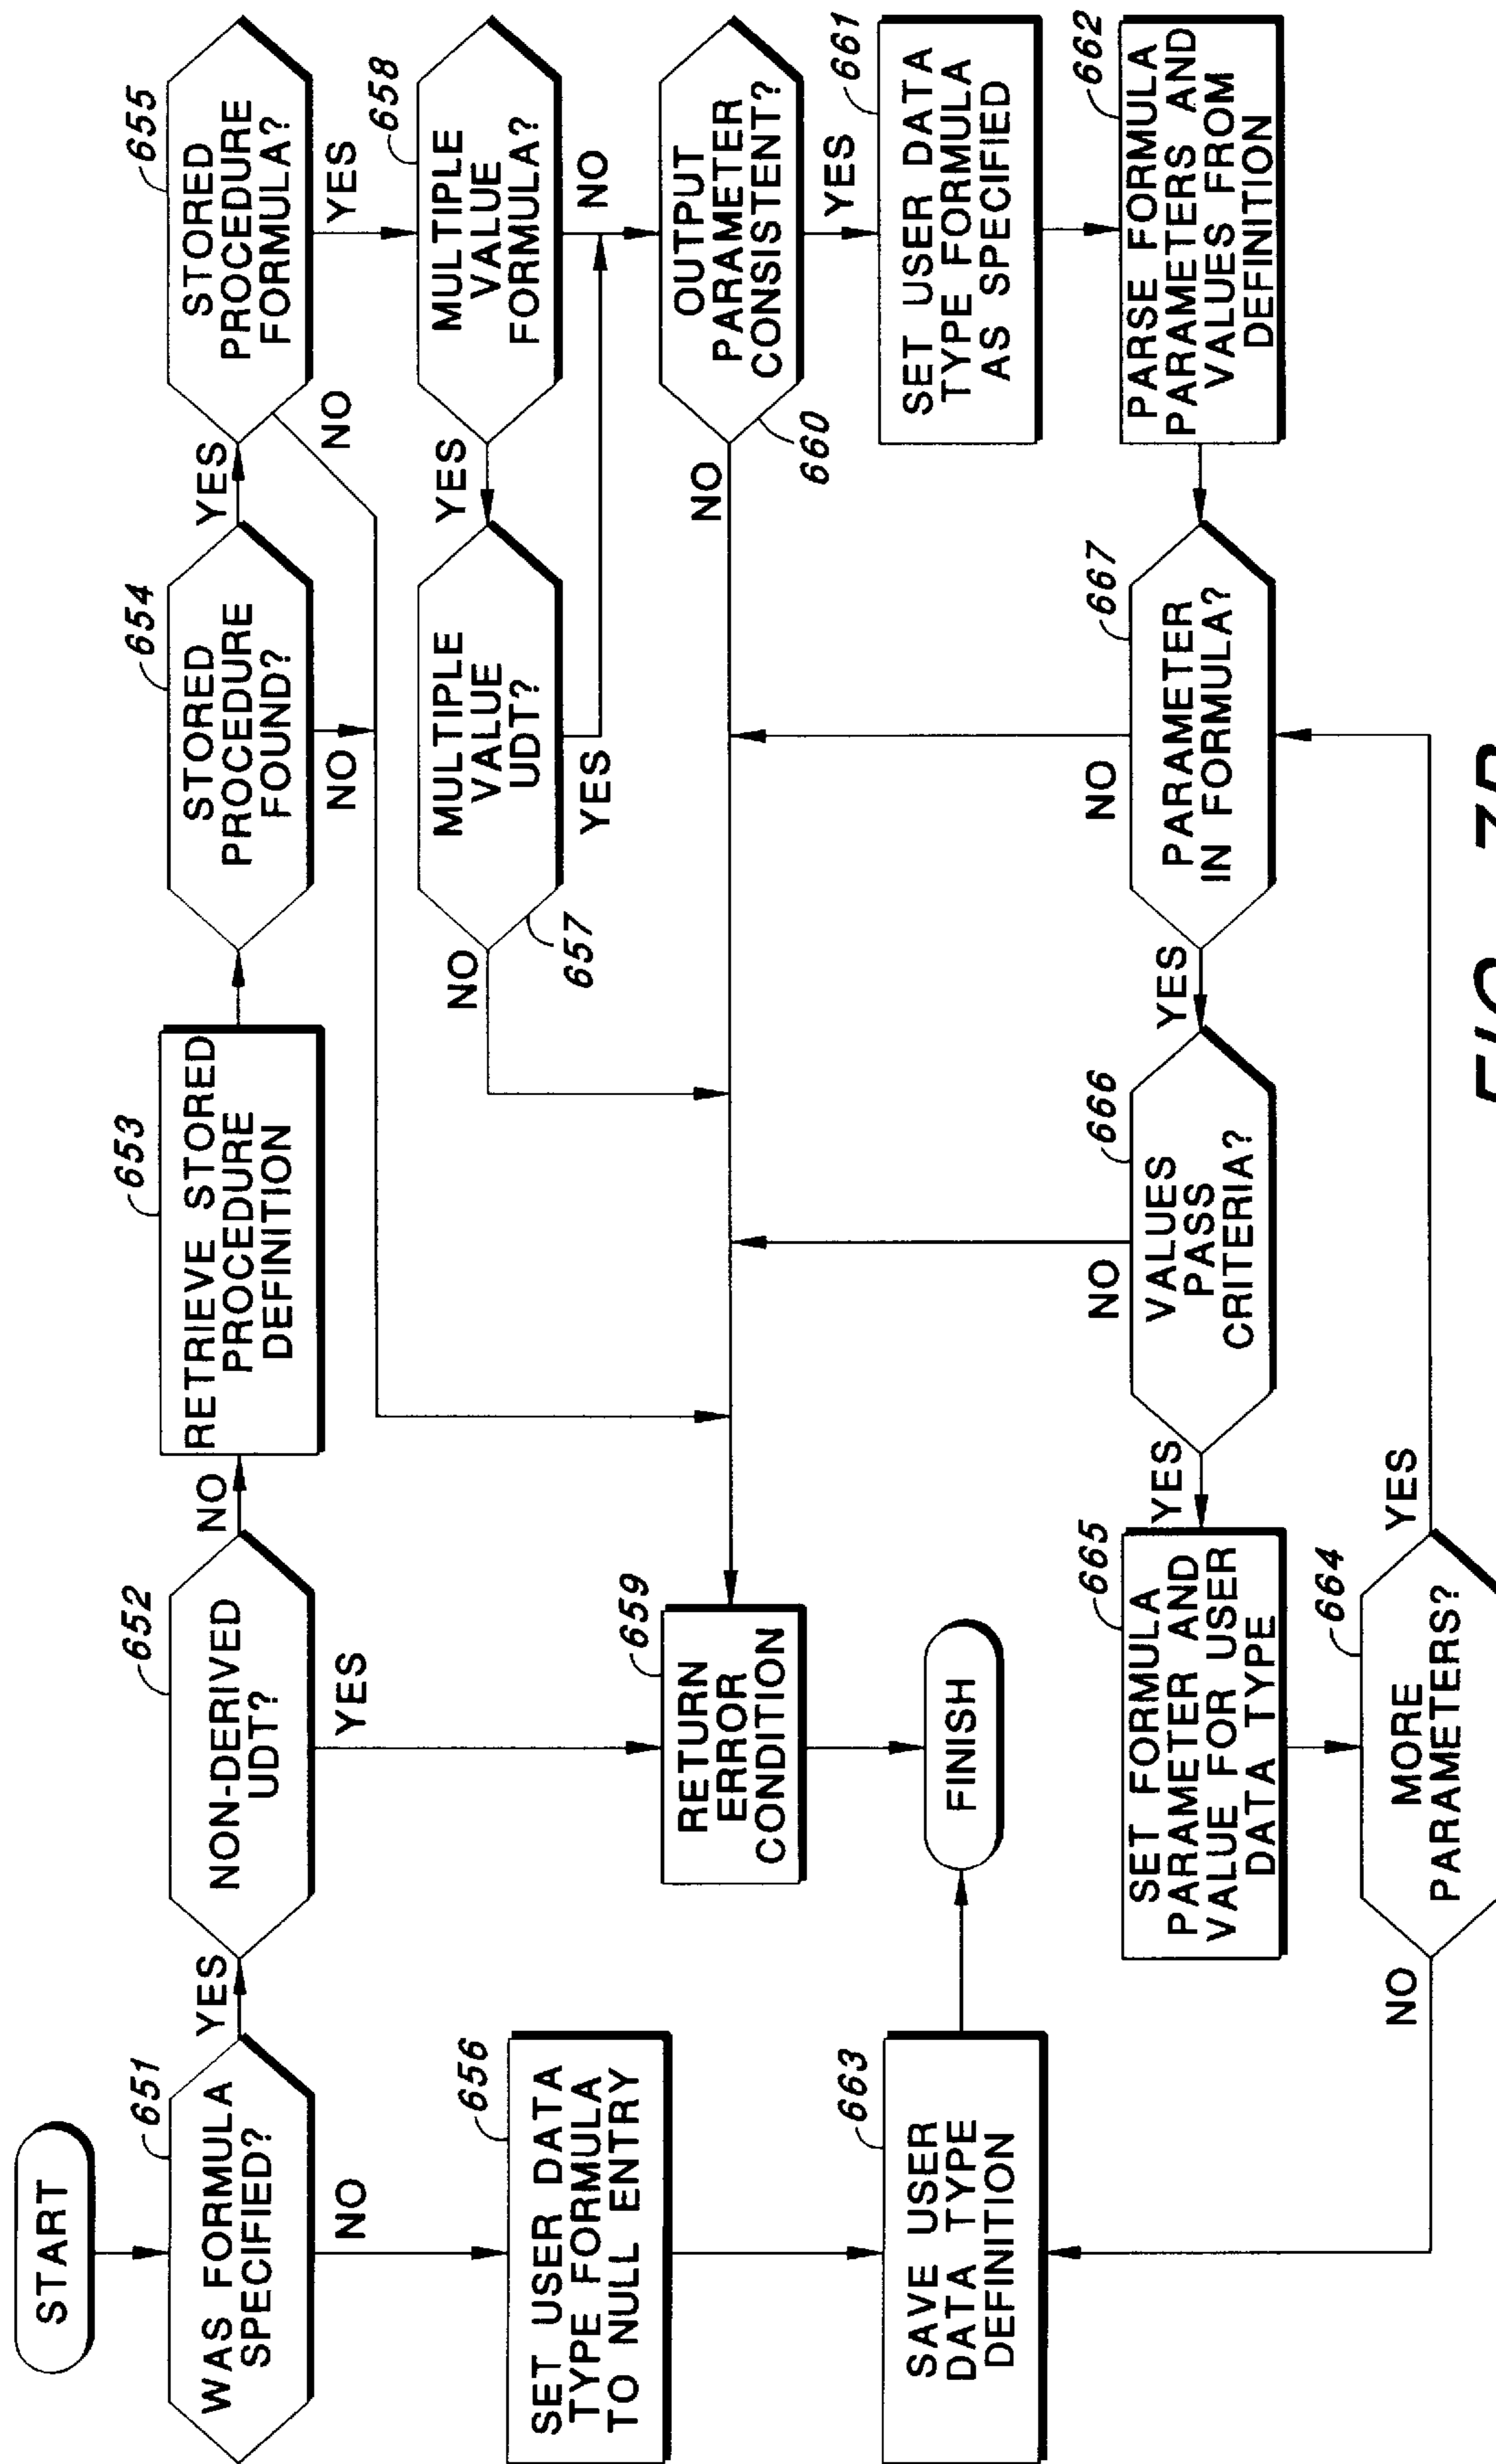 START
651
WAS FORMULA
SPECIFIED?
YES
NO
652
NON-DERIVED
UDT?
NO
YES
653
RETRIEVE STORED
PROCEDURE
DEFINITION
654
STORED
PROCEDURE
FOUND?
YES
NO
655
STORED
PROCEDURE
FORMULA?
NO
YES
656
SET USER DATA
TYPE FORMULA
TO NULL ENTRY
657
MULTIPLE
VALUE
UDT?
NO
YES
658
MULTIPLE
VALUE
FORMULA?
YES
NO
659
RETURN
ERROR
CONDITION
FINISH
660
OUTPUT
PARAMETER
CONSISTENT?
NO
YES
661
SET USER DATA
TYPE FORMULA
AS SPECIFIED
663
SAVE USER
DATA TYPE
DEFINITION
665
SET FORMULA
PARAMETER AND
VALUE FOR USER
DATA TYPE
YES
666
VALUES
PASS
CRITERIA?
NO
YES
667
PARAMETER
IN FORMULA?
NO
662
PARSE FORMULA
PARAMETERS AND
VALUES FROM
DEFINITION
664
MORE
PARAMETERS?
NO
YES